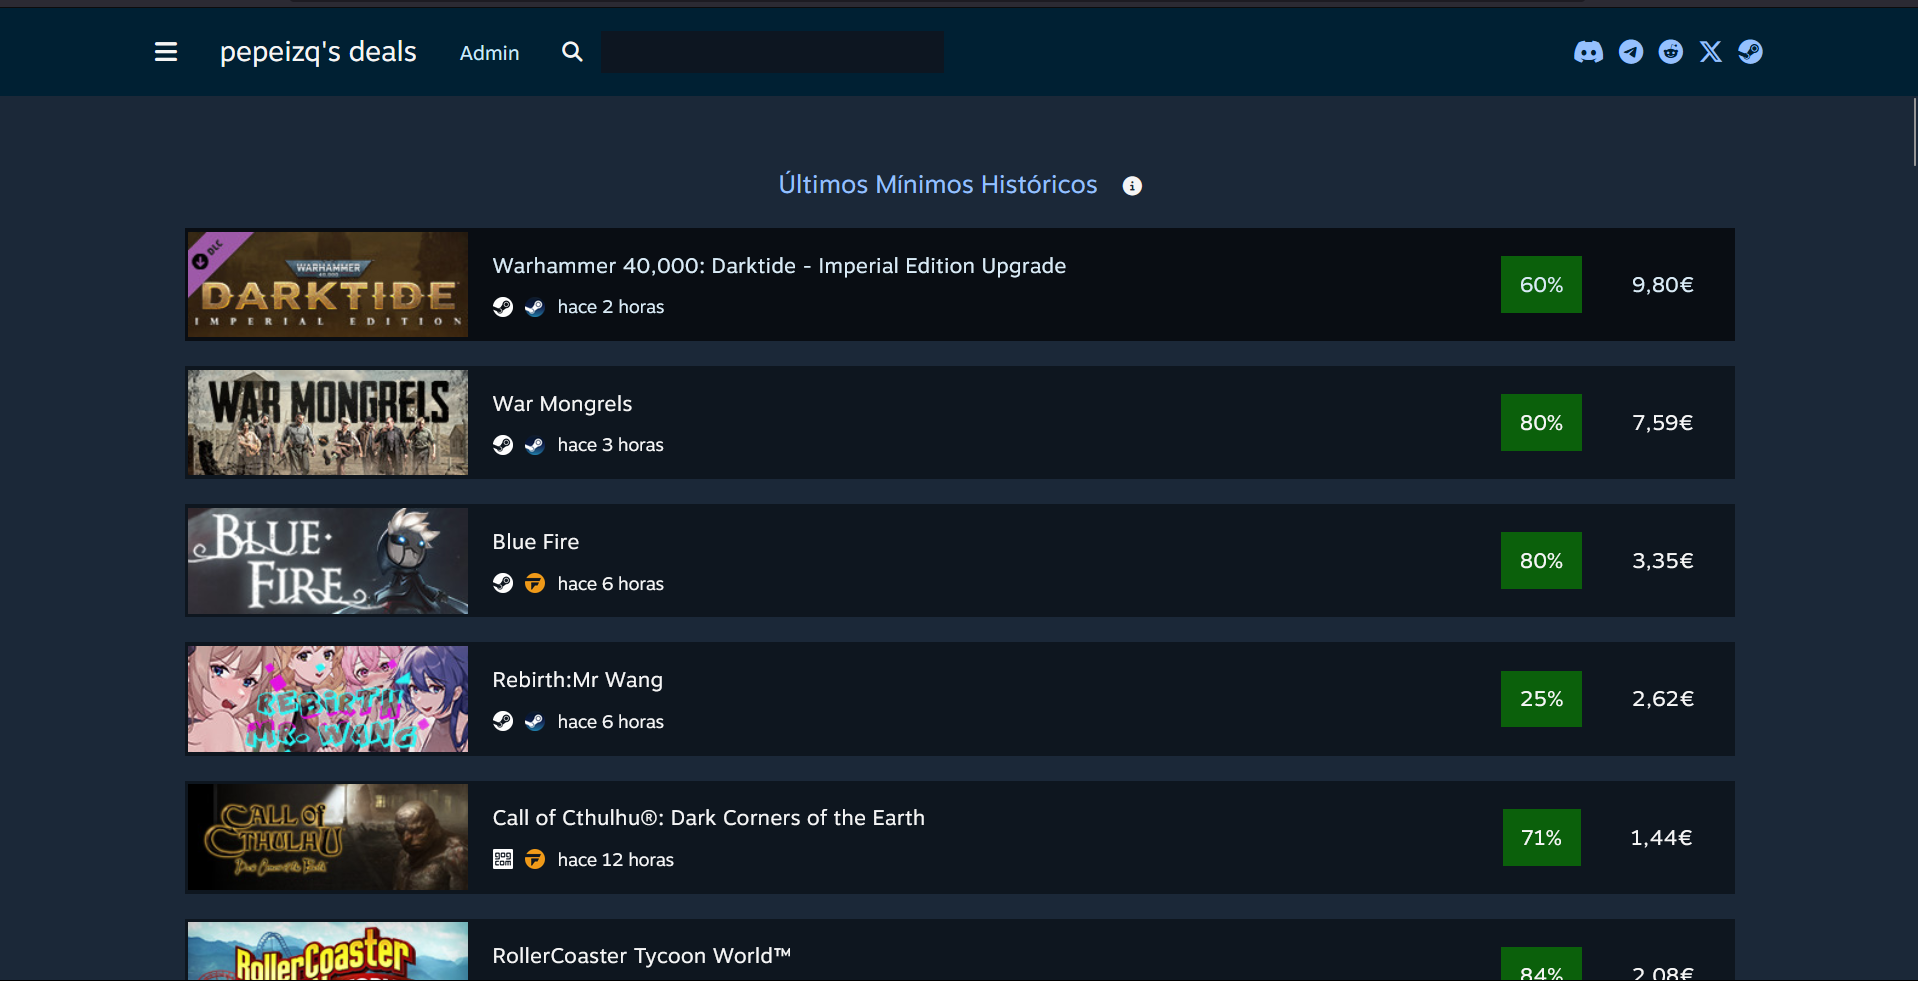 pepeizq's deals Admin
Últimos Mínimos Históricos
DLC
WARHAMMER
40,000
DARKTIDE
IMPERIAL EDITION
Warhammer 40,000: Darktide - Imperial Edition Upgrade
hace 2 horas
60% 9,80€
WAR MONGRELS
War Mongrels
hace 3 horas
80% 7,59€
BLUE FIRE
Blue Fire
hace 6 horas
80% 3,35€
REBIRTH
MR. WANG
Rebirth:Mr Wang
hace 6 horas
25% 2,62€
CALL of
CTHULHU
Dark Corners of the Earth
Call of Cthulhu®: Dark Corners of the Earth
gog
com
hace 12 horas
71% 1,44€
RollerCoaster
RollerCoaster Tycoon World™
84% 2,08€